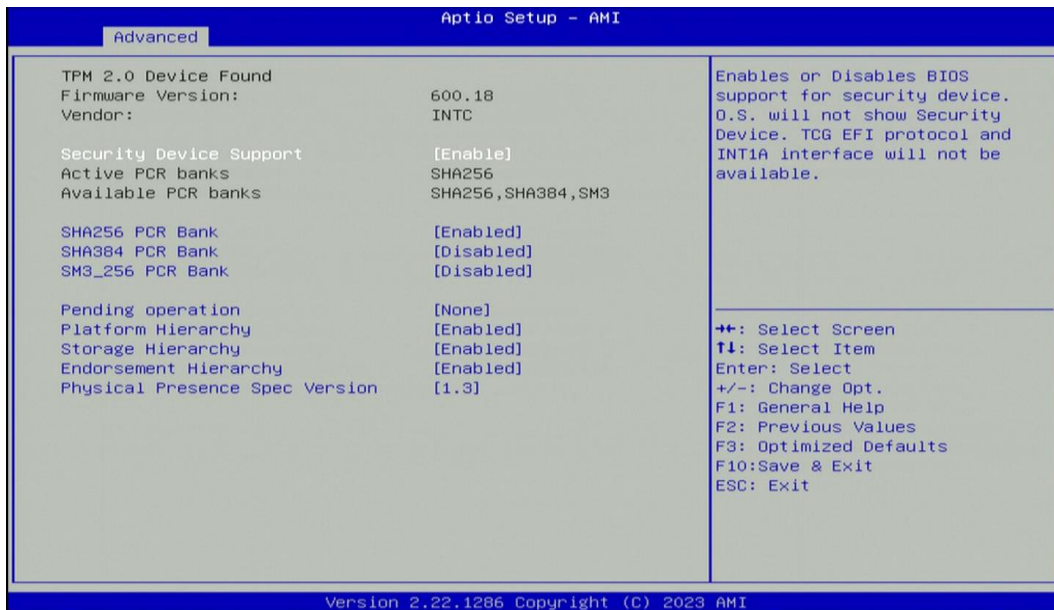 Aptio Setup – AMI
Advanced
TPM 2.0 Device Found
Firmware Version: 600.18
Vendor: INTC
Security Device Support [Enable]
Active PCR banks SHA256
Available PCR banks SHA256,SHA384,SM3
SHA256 PCR Bank [Enabled]
SHA384 PCR Bank [Disabled]
SM3_256 PCR Bank [Disabled]
Pending operation [None]
Platform Hierarchy [Enabled]
Storage Hierarchy [Enabled]
Endorsement Hierarchy [Enabled]
Physical Presence Spec Version [1.3]
Enables or Disables BIOS
support for security device.
O.S. will not show Security
Device. TCG EFI protocol and
INT1A interface will not be
available.
→←: Select Screen
↑↓: Select Item
Enter: Select
+/-: Change Opt.
F1: General Help
F2: Previous Values
F3: Optimized Defaults
F10:Save & Exit
ESC: Exit
Version 2.22.1286 Copyright (C) 2023 AMI